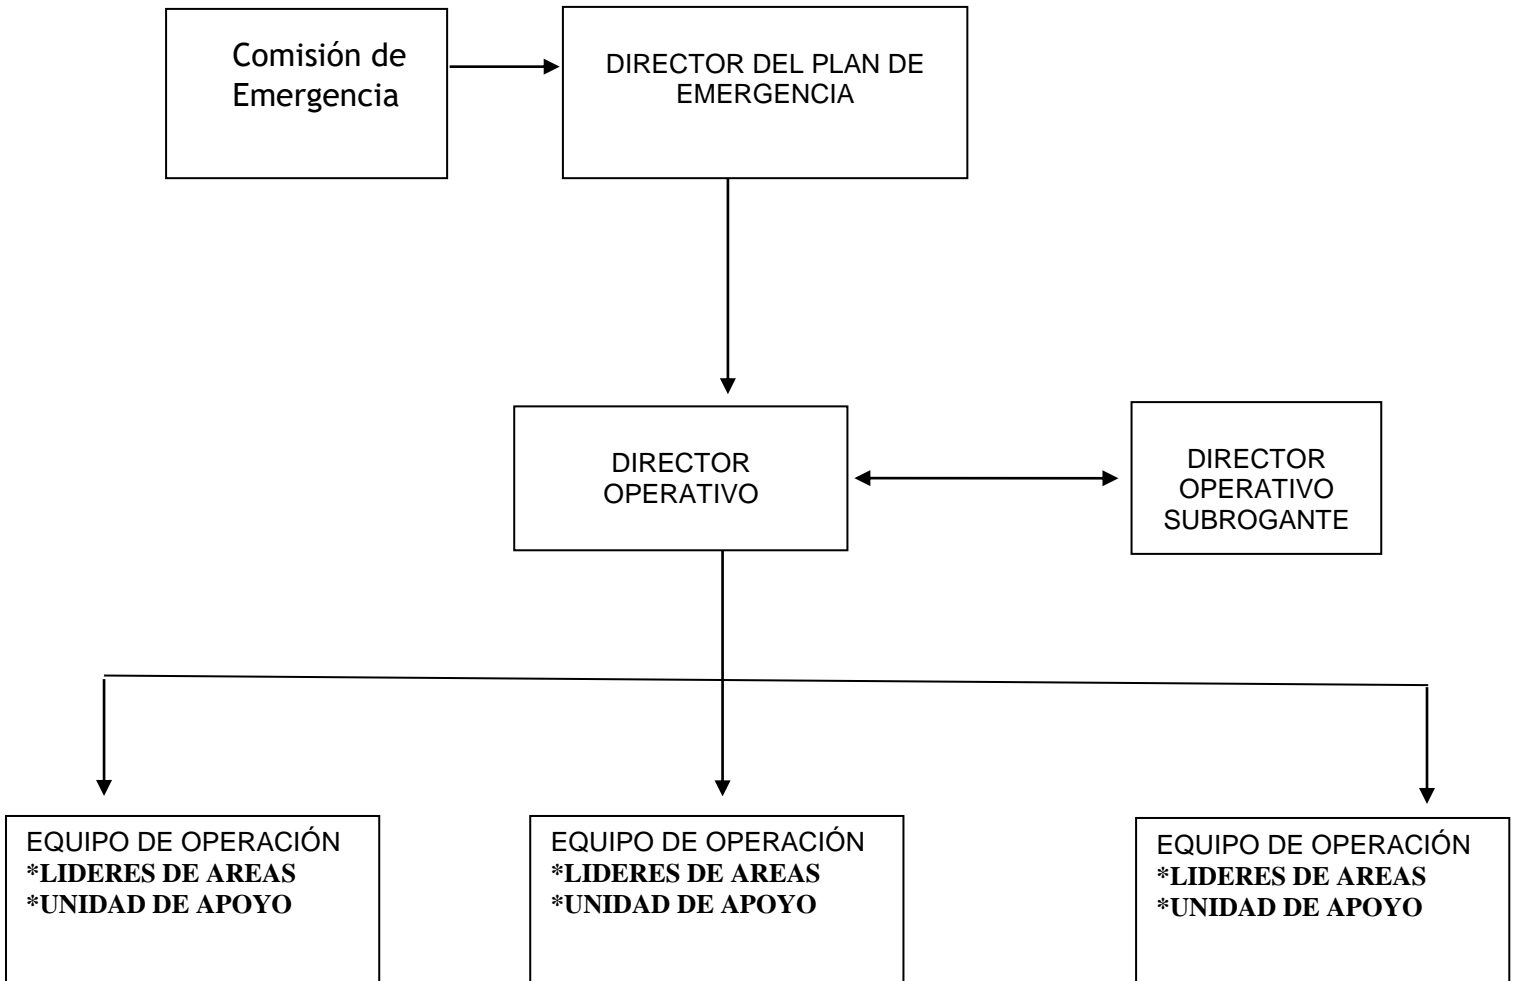 Comisión de
Emergencia
DIRECTOR DEL PLAN DE
EMERGENCIA
DIRECTOR
OPERATIVO
DIRECTOR
OPERATIVO
SUBROGANTE
EQUIPO DE OPERACIÓN
*LIDERES DE AREAS
*UNIDAD DE APOYO
EQUIPO DE OPERACIÓN
*LIDERES DE AREAS
*UNIDAD DE APOYO
EQUIPO DE OPERACIÓN
*LIDERES DE AREAS
*UNIDAD DE APOYO